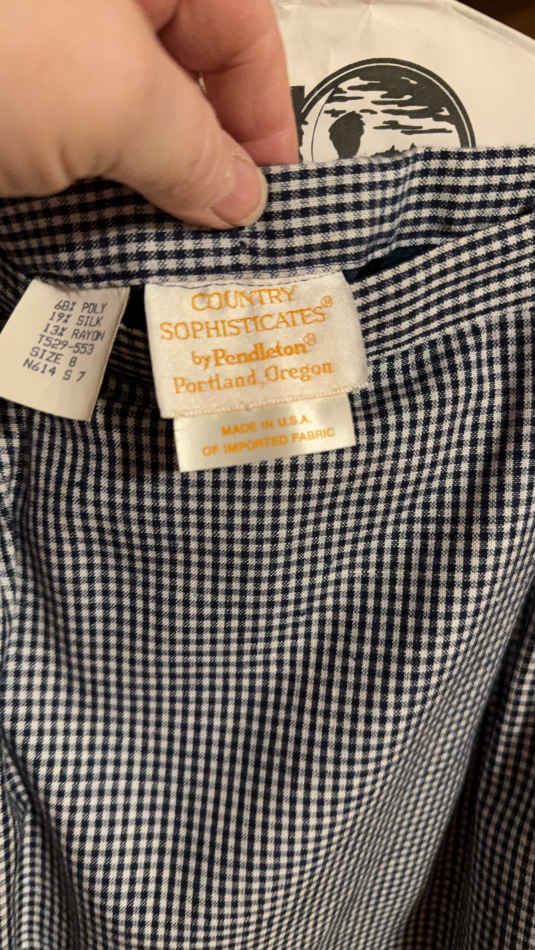 68% POLY
19% SILK
13% RAYON
T529-553
SIZE 8
N614 S 7
COUNTRY
SOPHISTICATES®
by Pendleton®
Portland, Oregon
MADE IN U.S.A.
OF IMPORTED FABRIC